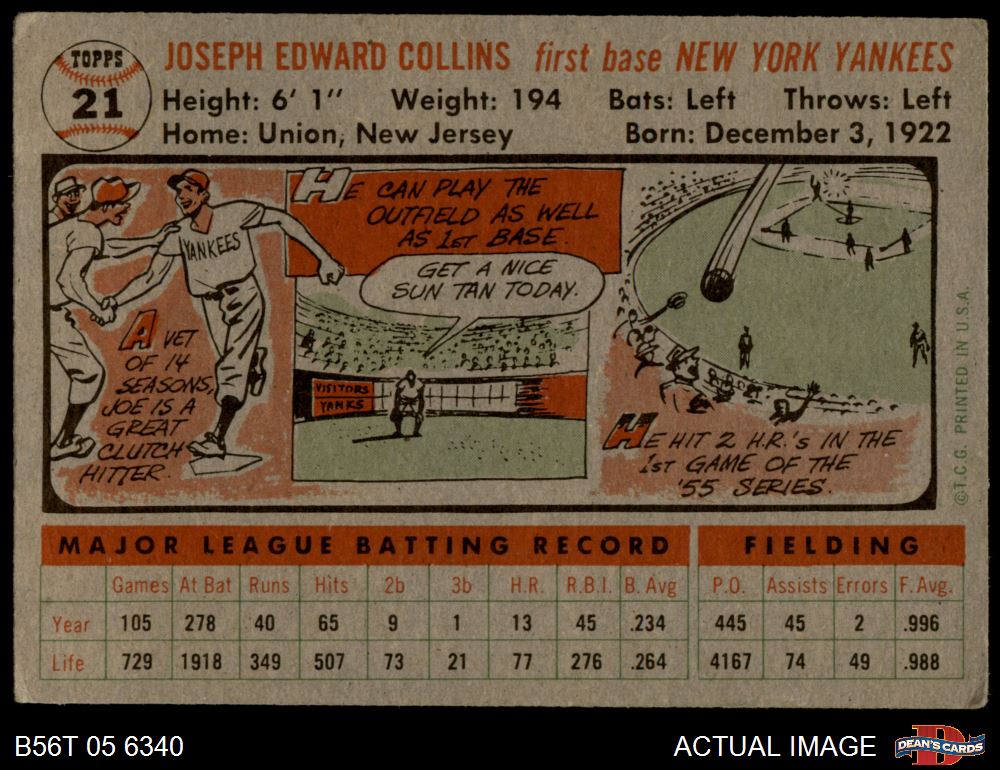 TOPPS
21
JOSEPH EDWARD COLLINS first base NEW YORK YANKEES
Height: 6' 1" Weight: 194 Bats: Left Throws: Left
Home: Union, New Jersey Born: December 3, 1922
YANKEES
A VET
OF 14
SEASONS,
JOE IS A
GREAT
CLUTCH
HITTER.
HE CAN PLAY THE
OUTFIELD AS WELL
AS 1ST BASE.
GET A NICE
SUN TAN TODAY.
VISITORS
YANKS
HE HIT 2 H.R.'s IN THE
1ST GAME OF THE
'55 SERIES.
©T.C.G. PRINTED IN U.S.A.
MAJOR LEAGUE BATTING RECORD FIELDING
Games At Bat Runs Hits 2b 3b H.R. R.B.I. B. Avg P.O. Assists Errors F. Avg.
Year 105 278 40 65 9 1 13 45 .234 445 45 2 .996
Life 729 1918 349 507 73 21 77 276 .264 4167 74 49 .988
B56T 05 6340 ACTUAL IMAGE DEAN'S CARDS